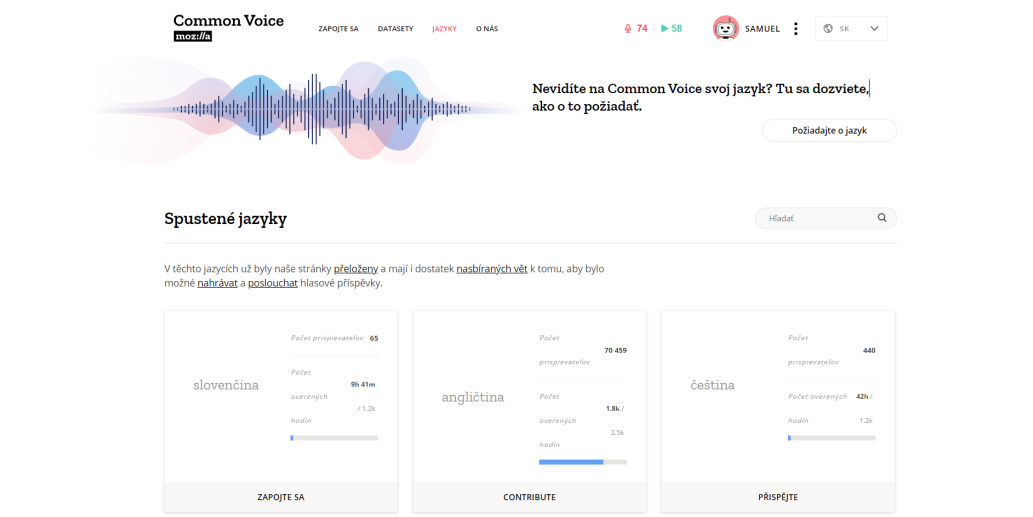 Common Voice
moz://a
ZAPOJTE SA
DATASETY
JAZYKY
O NÁS
74
58
SAMUEL
SK
Nevidíte na Common Voice svoj jazyk? Tu sa dozviete,
ako o to požiadať.
Požiadajte o jazyk
Spustené jazyky
Hľadať
V těchto jazycích už byly naše stránky přeloženy a mají i dostatek nasbíraných vět k tomu, aby bylo
možné nahrávat a poslouchat hlasové příspěvky.
slovenčina
Počet prispievateľov 65
Počet
overených
hodín
9h 41m
/ 1.2k
ZAPOJTE SA
angličtina
Počet
prispievateľov
70 459
Počet
overených
hodín
1.8k /
2.5k
CONTRIBUTE
čeština
Počet
prispievateľov
440
Počet overených
hodín
42h /
1.2k
PŘISPĚJTE